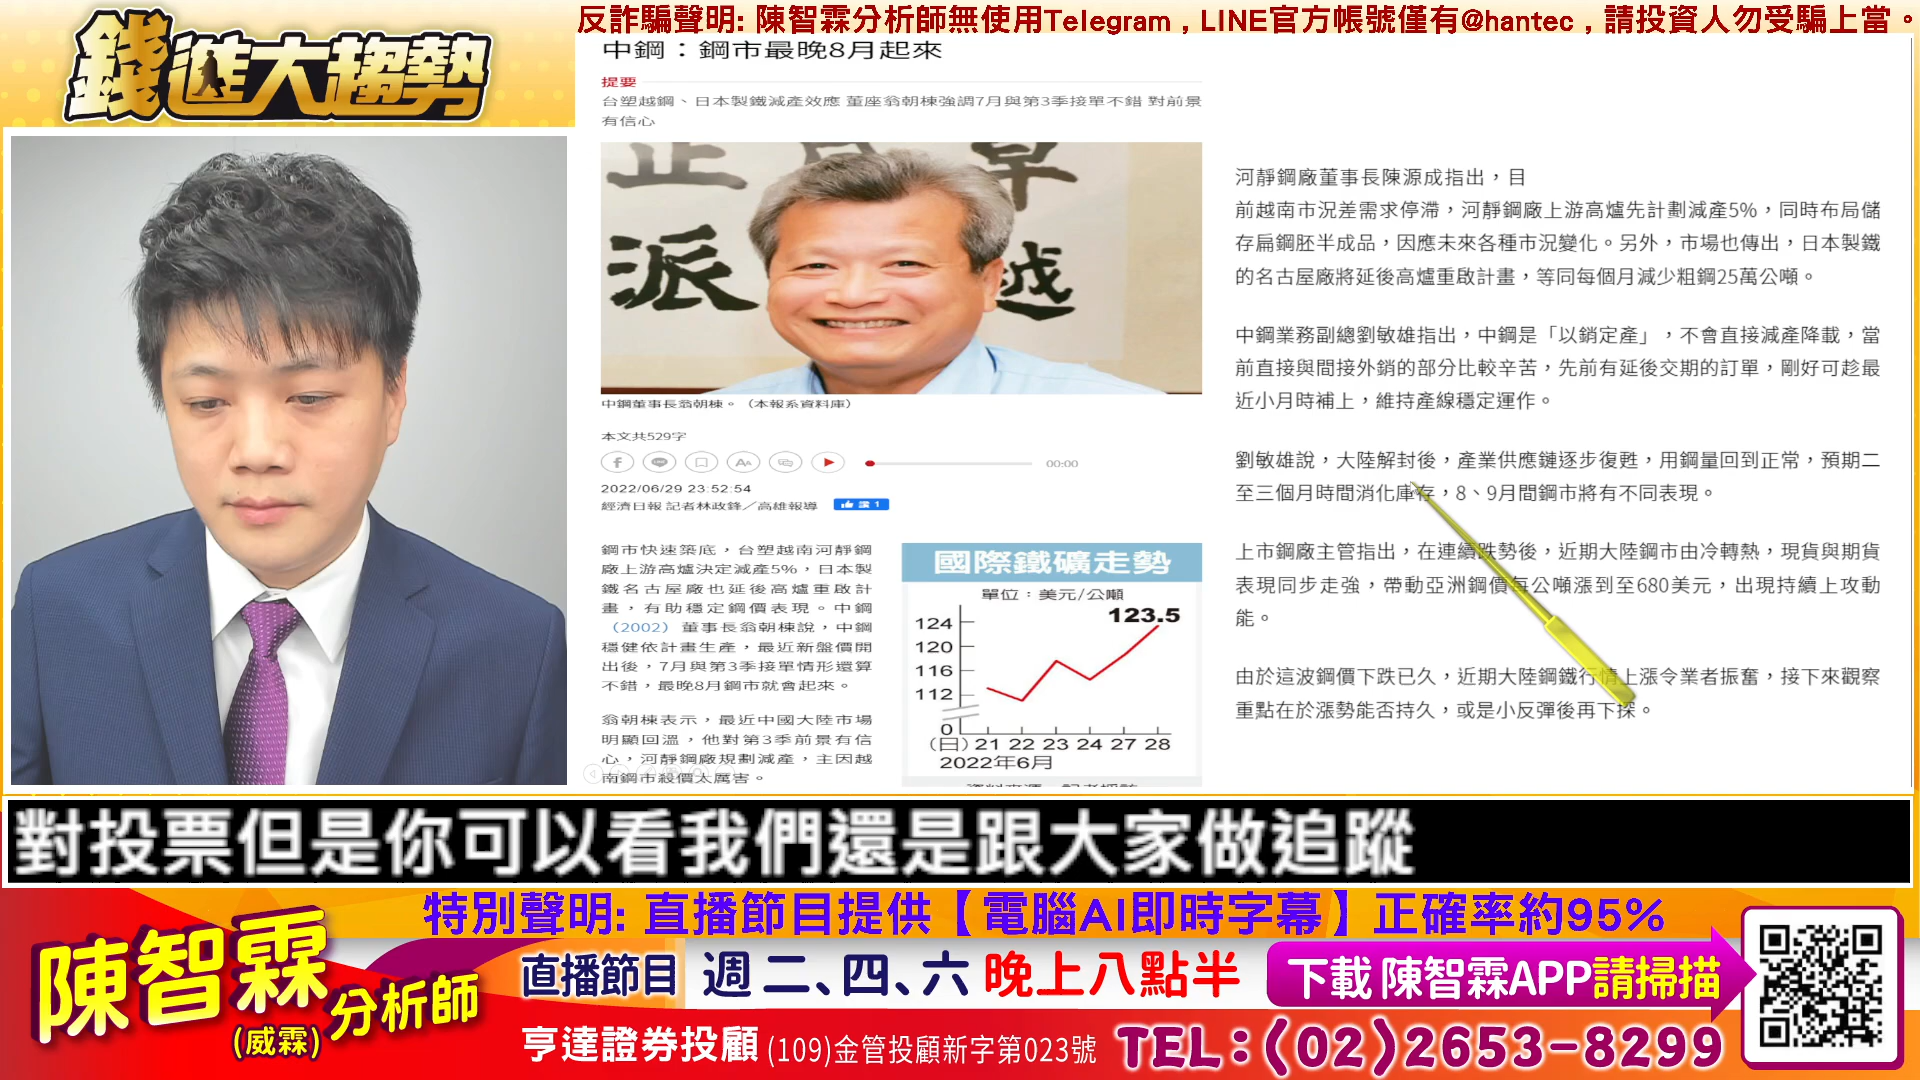 反詐騙聲明: 陳智霖分析師無使用Telegram , LINE官方帳號僅有@hantec , 請投資人勿受騙上當。
錢進大趨勢
中鋼：鋼市最晚8月起來
提要
台塑越鋼、日本製鐵減產效應 董座翁朝棟強調7月與第3季接單不錯 對前景
有信心
正
派
卓
越
中鋼董事長翁朝棟。（本報系資料庫）
本文共529字
00:00
2022/06/29 23:52:54
經濟日報 記者林政鋒／高雄報導
讚 1
鋼市快速築底，台塑越南河靜鋼
廠上游高爐決定減產5%，日本製
鐵名古屋廠也延後高爐重啟計
畫，有助穩定鋼價表現。中鋼
（2002）董事長翁朝棟說，中鋼
穩健依計畫生產，最近新盤價開
出後，7月與第3季接單情形還算
不錯，最晚8月鋼市就會起來。
翁朝棟表示，最近中國大陸市場
明顯回溫，他對第3季前景有信
心，河靜鋼廠規劃減產，主因越
南鋼市殺價太厲害。
國際鐵礦走勢
單位：美元/公噸
123.5
124
120
116
112
0
(日) 21 22 23 24 27 28
2022年6月
河靜鋼廠董事長陳源成指出，目
前越南市況差需求停滯，河靜鋼廠上游高爐先計劃減產5%，同時布局儲
存扁鋼胚半成品，因應未來各種市況變化。另外，市場也傳出，日本製鐵
的名古屋廠將延後高爐重啟計畫，等同每個月減少粗鋼25萬公噸。
中鋼業務副總劉敏雄指出，中鋼是「以銷定產」，不會直接減產降載，當
前直接與間接外銷的部分比較辛苦，先前有延後交期的訂單，剛好可趁最
近小月時補上，維持產線穩定運作。
劉敏雄說，大陸解封後，產業供應鏈逐步復甦，用鋼量回到正常，預期二
至三個月時間消化庫存，8、9月間鋼市將有不同表現。
上市鋼廠主管指出，在連續跌勢後，近期大陸鋼市由冷轉熱，現貨與期貨
表現同步走強，帶動亞洲鋼價每公噸漲到至680美元，出現持續上攻動
能。
由於這波鋼價下跌已久，近期大陸鋼鐵行情上漲令業者振奮，接下來觀察
重點在於漲勢能否持久，或是小反彈後再下探。
對投票但是你可以看我們還是跟大家做追蹤
特別聲明: 直播節目提供【電腦AI即時字幕】正確率約95%
陳智霖分析師
(威霖)
直播節目 週二、四、六 晚上八點半
下載 陳智霖APP請掃描
亨達證券投顧 (109)金管投顧新字第023號 TEL：(02)2653-8299